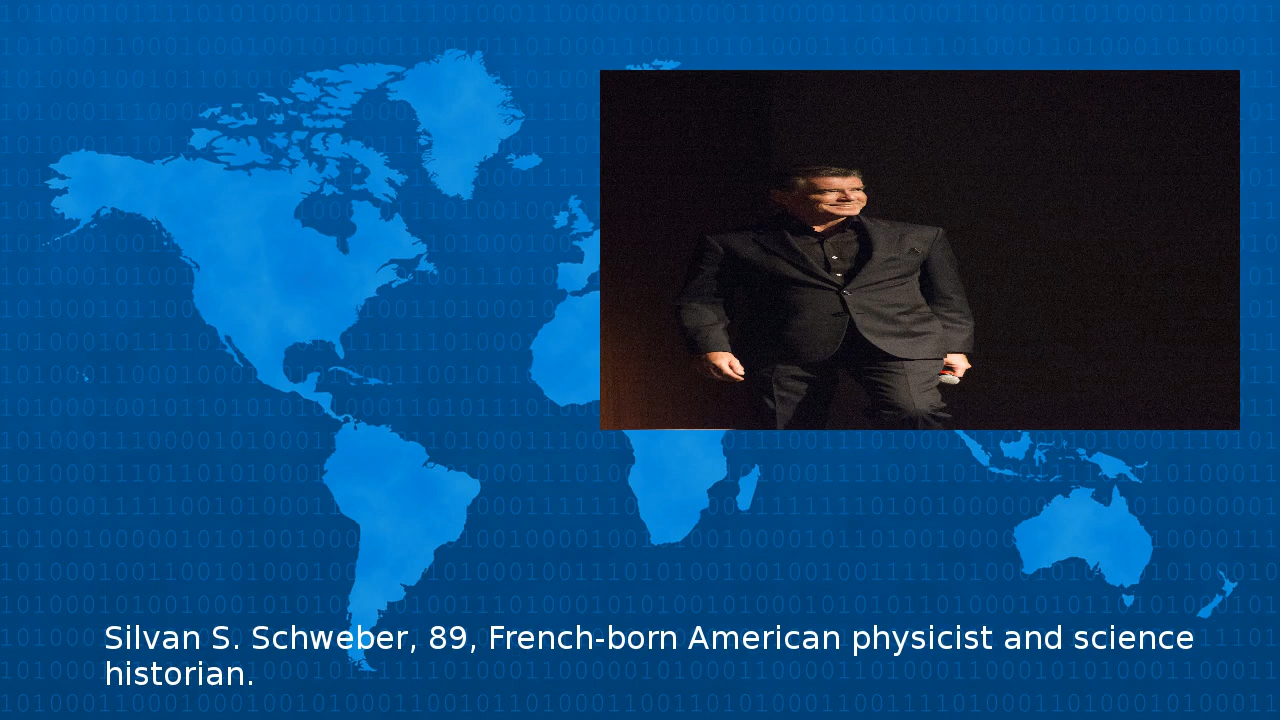 Silvan S. Schweber, 89, French-born American physicist and science
historian.